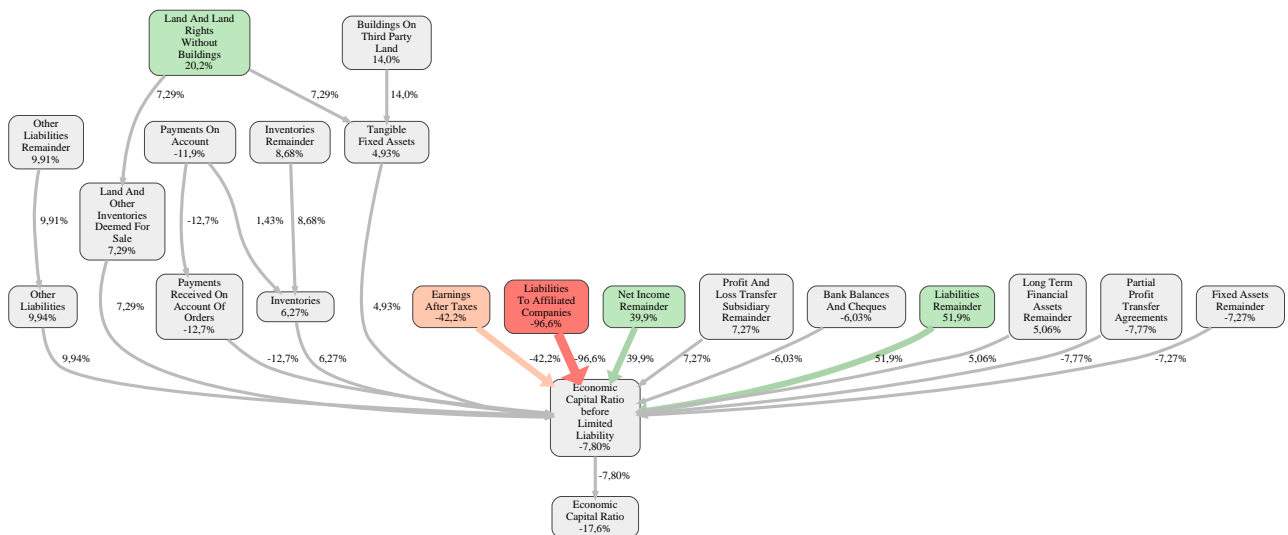 Land And Land
Rights
Without
Buildings
20,2%
Buildings On
Third Party
Land
14,0%
7,29%
7,29%
14,0%
Other
Liabilities
Remainder
9,91%
Payments On
Account
-11,9%
Inventories
Remainder
8,68%
Tangible
Fixed Assets
4,93%
Land And
Other
Inventories
Deemed For
Sale
7,29%
9,91%
-12,7%
1,43%
8,68%
Other
Liabilities
9,94%
Payments
Received On
Account Of
Orders
-12,7%
Inventories
6,27%
Earnings
After Taxes
-42,2%
Liabilities
To Affiliated
Companies
-96,6%
Net Income
Remainder
39,9%
Profit And
Loss Transfer
Subsidiary
Remainder
7,27%
Bank Balances
And Cheques
-6,03%
Liabilities
Remainder
51,9%
Long Term
Financial
Assets
Remainder
5,06%
Partial
Profit
Transfer
Agreements
-7,77%
Fixed Assets
Remainder
-7,27%
7,29%
4,93%
9,94%
-12,7%
6,27%
-42,2%
-96,6%
39,9%
7,27%
-6,03%
51,9%
5,06%
-7,77%
-7,27%
Economic
Capital Ratio
before
Limited
Liability
-7,80%
-7,80%
Economic
Capital Ratio
-17,6%